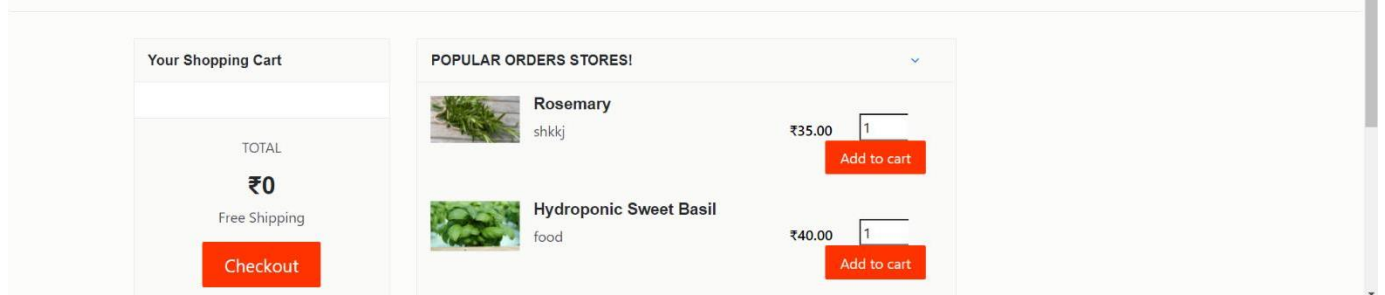 Your Shopping Cart
TOTAL
₹0
Free Shipping
Checkout
POPULAR ORDERS STORES!
Rosemary
shkkj
₹35.00 1
Add to cart
Hydroponic Sweet Basil
food
₹40.00 1
Add to cart